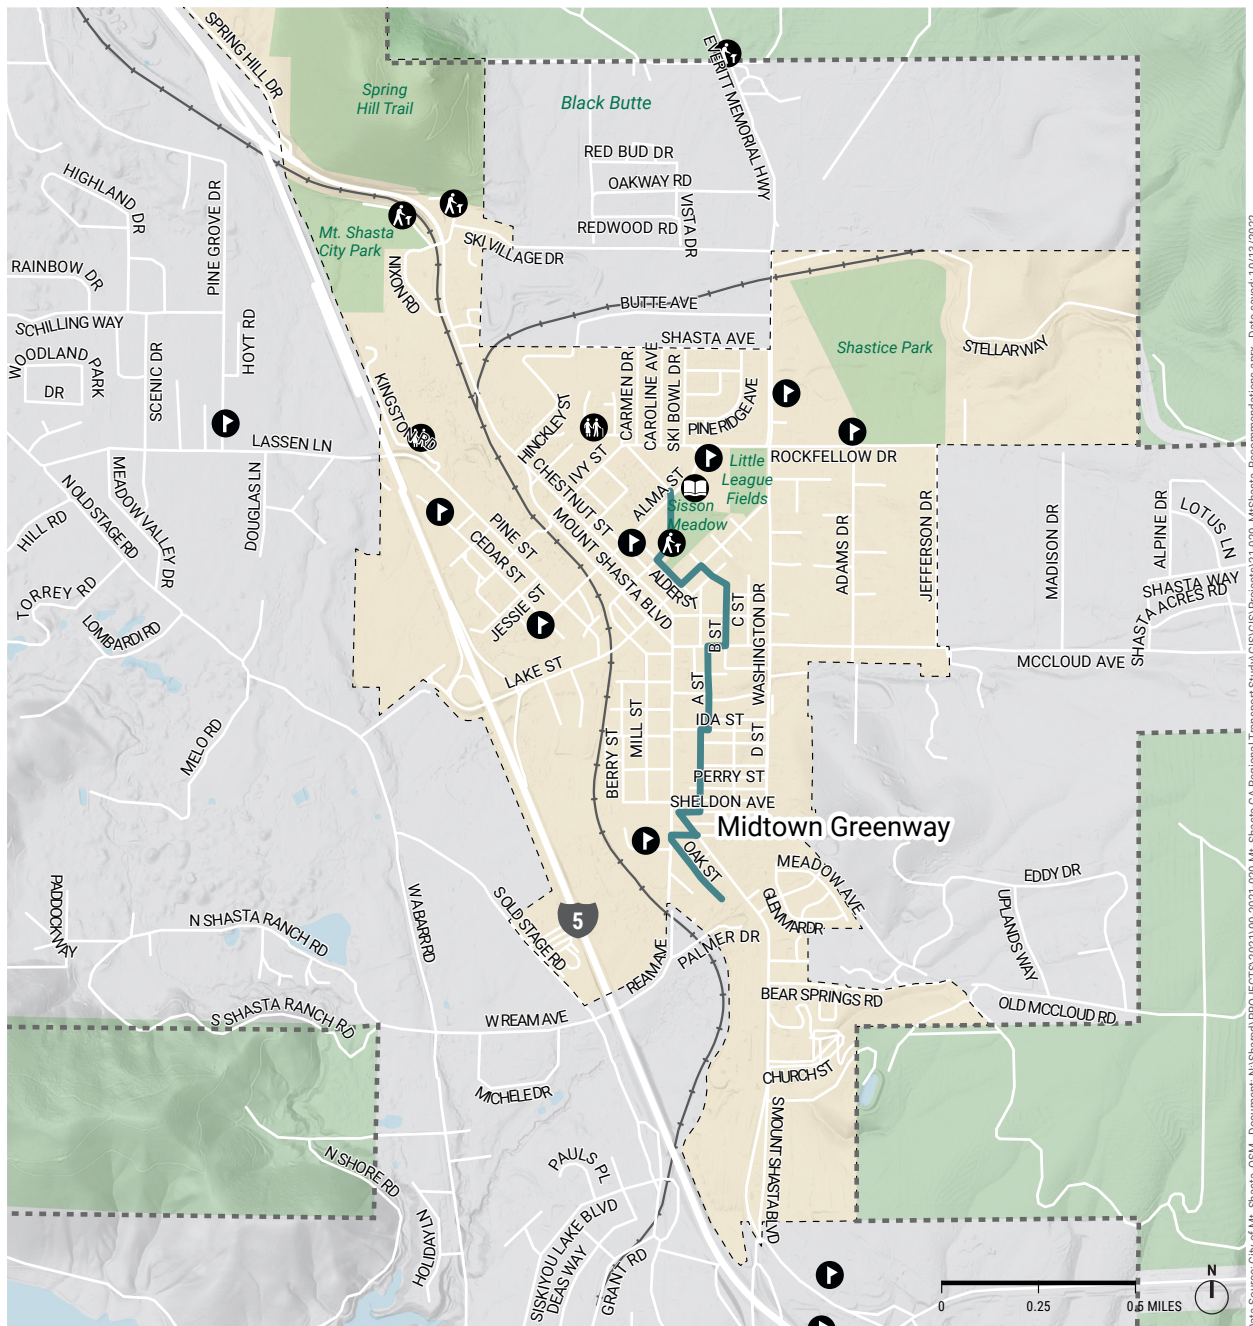 SPRING HILL DR
EVERITT MEMORIAL HWY
Spring
Hill Trail
Black Butte
RED BUD DR
OAKWAY RD
VISTA DR
REDWOOD RD
HIGHLAND DR
PINE GROVE DR
Mt. Shasta
City Park
SKI VILLAGE DR
NIXON RD
RAINBOW DR
BUTTE AVE
SCHILLING WAY
HOYT RD
SHASTA AVE
Shastice Park
STELLAR WAY
WOODLAND
PARK
DR
SCENIC DR
KINGSTON RD
HINCKLEY ST
CARMEN DR
CAROLINE AVE
SKI BOWL DR
PINE RIDGE AVE
LASSEN LN
IVY ST
ROCKFELLOW DR
CHESTNUT ST
ALMA ST
Little
League
Fields
Sisson
Meadow
N OLD STAGE RD
MEADOW VALLEY DR
DOUGLAS LN
HILL RD
PINE ST
CEDAR ST
MOUNT SHASTA BLVD
ADAMS DR
JEFFERSON DR
MADISON DR
ALPINE DR
LOTUS LN
TORREY RD
LOMBARDI RD
JESSIE ST
ALDER ST
C ST
WASHINGTON DR
SHASTA WAY
SHASTA ACRES RD
B ST
MCCLOUD AVE
LAKE ST
A ST
IDA ST
MELO RD
BERRY ST
MILL ST
D ST
PERRY ST
SHELDON AVE
Midtown Greenway
OAK ST
MEADOW AVE
EDDY DR
PADDOCK WAY
N SHASTA RANCH RD
W A BARR RD
S OLD STAGE RD
5
GLENMAR DR
UPLANDS WAY
REAM AVE
PALMER DR
S SHASTA RANCH RD
W REAM AVE
BEAR SPRINGS RD
OLD MCCLOUD RD
MICHELE DR
CHURCH ST
N SHORE RD
PAULS PL
S MOUNT SHASTA BLVD
HOLIDAY LN
SISKIYOU LAKE BLVD
DEAS WAY
GRANT RD
N
0
0.25
0.5 MILES